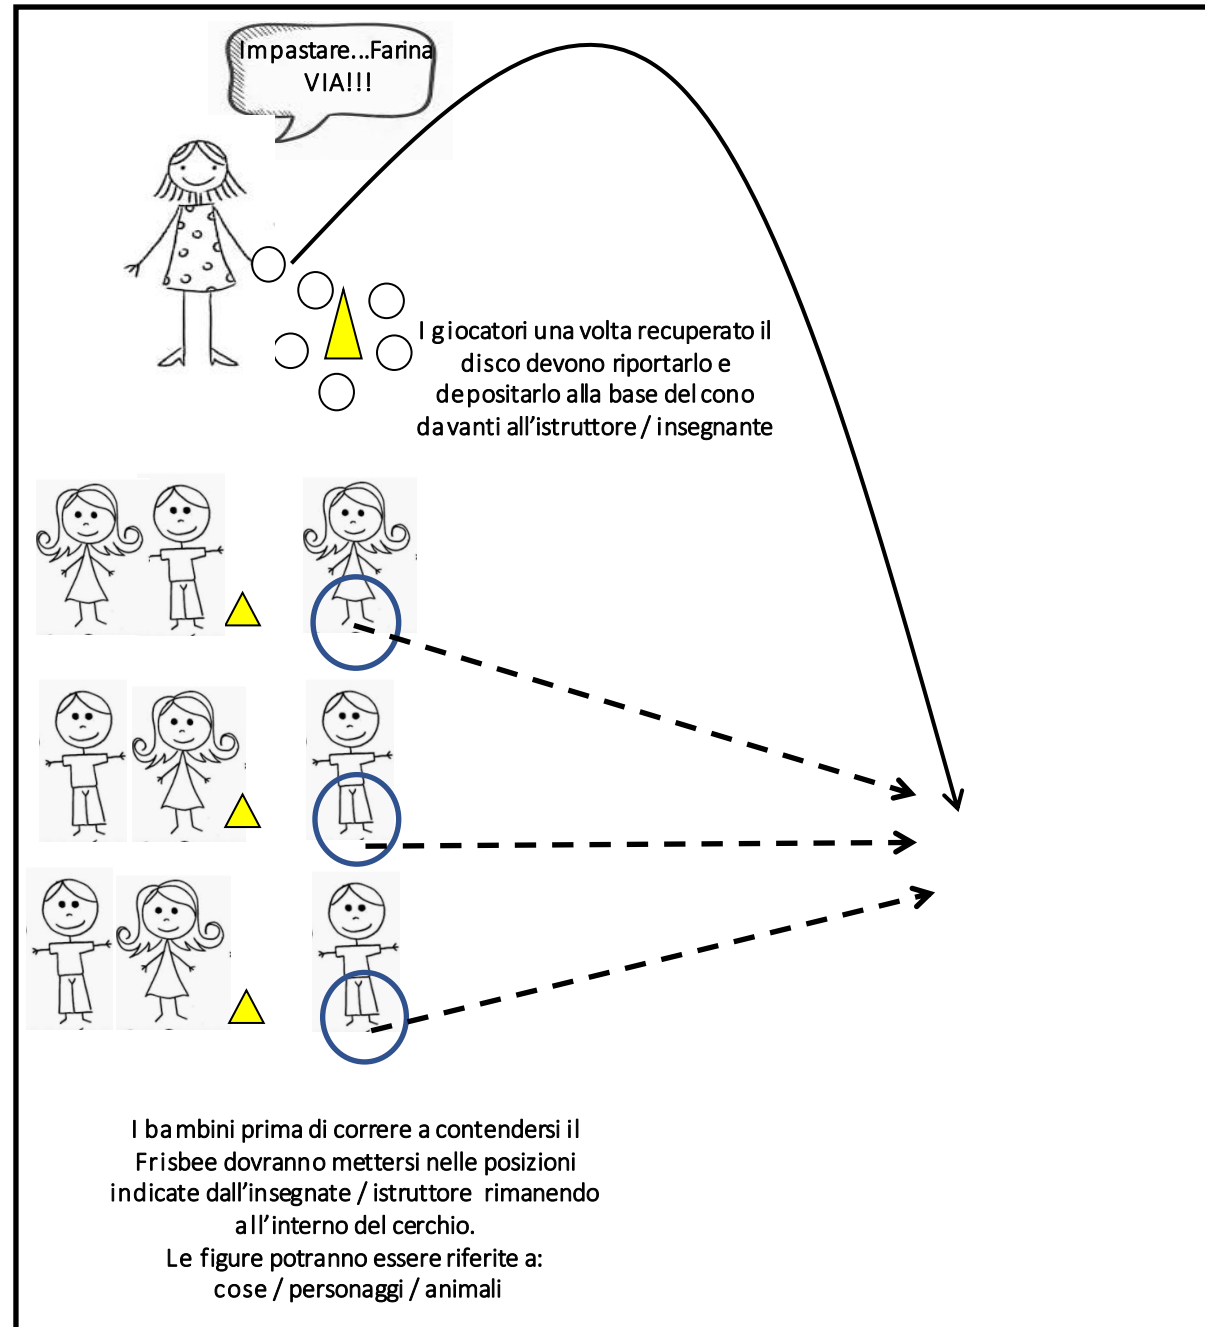 Impastare...Farina
VIA!!!
I giocatori una volta recuperato il
disco devono riportarlo e
depositarlo alla base del cono
davanti all'istruttore / insegnante
I bambini prima di correre a contendersi il
Frisbee dovranno mettersi nelle posizioni
indicate dall'insegnate / istruttore rimanendo
all'interno del cerchio.
Le figure potranno essere riferite a:
cose / personaggi / animali